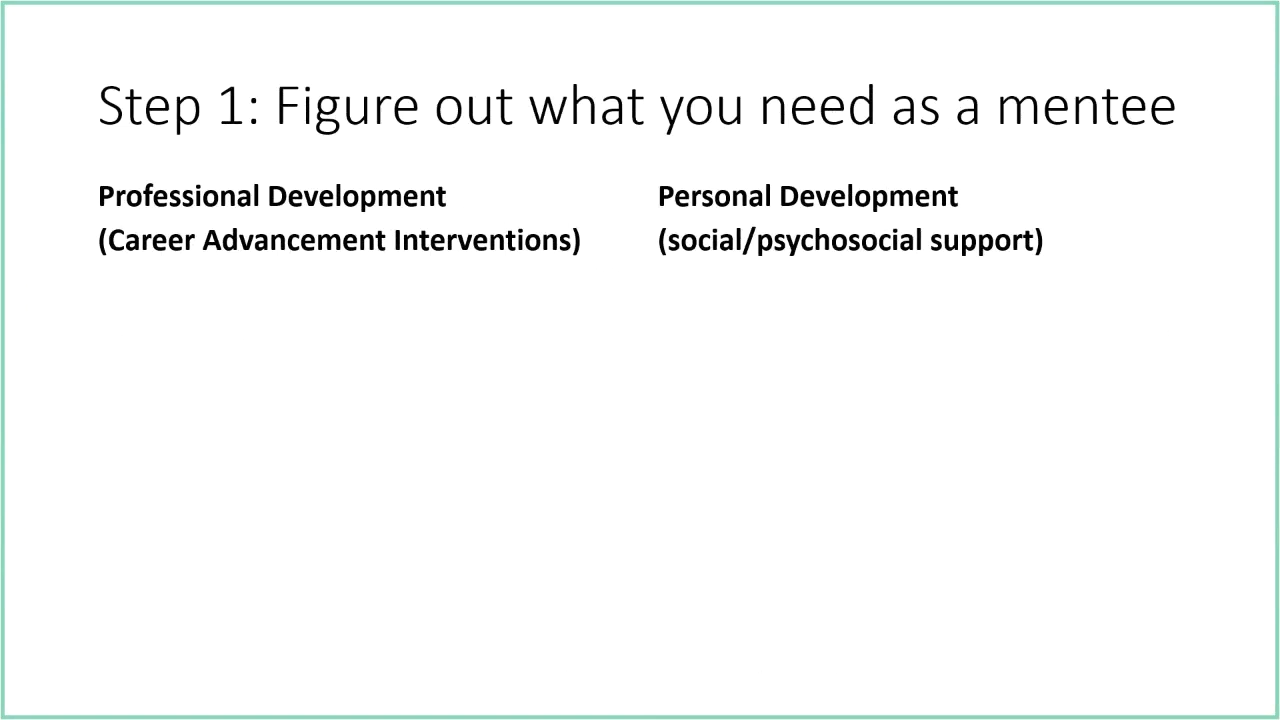 Step 1: Figure out what you need as a mentee
Professional Development
(Career Advancement Interventions)
Personal Development
(social/psychosocial support)